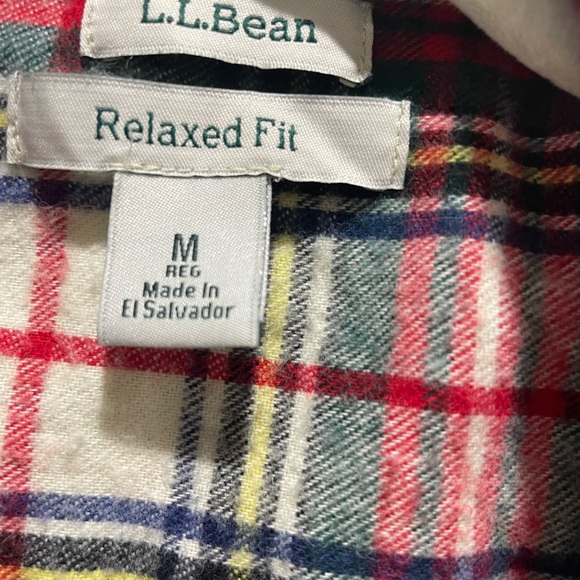 L.L.Bean
Relaxed Fit
M
REG
Made In
El Salvador